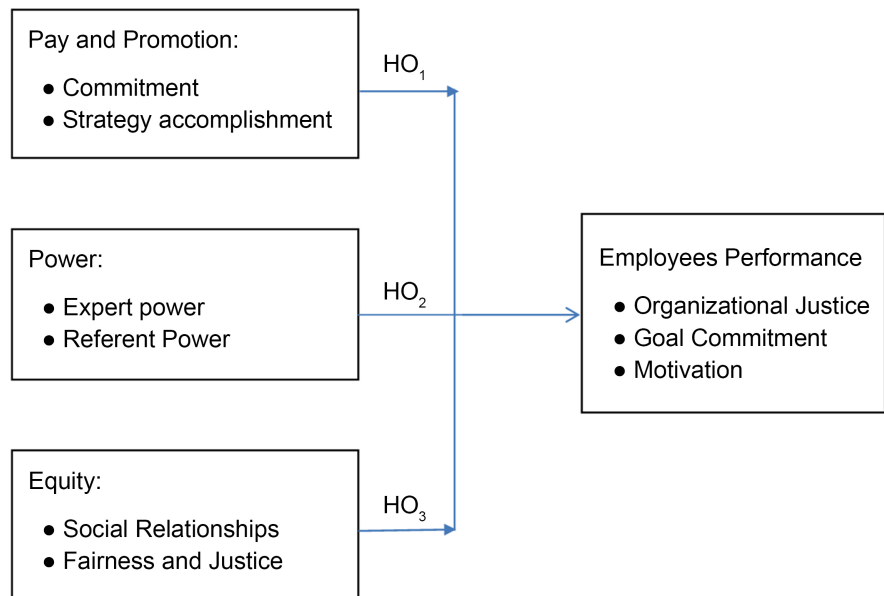 Pay and Promotion:
● Commitment
● Strategy accomplishment
HO₁
Power:
● Expert power
● Referent Power
HO₂
Equity:
● Social Relationships
● Fairness and Justice
HO₃
Employees Performance
● Organizational Justice
● Goal Commitment
● Motivation